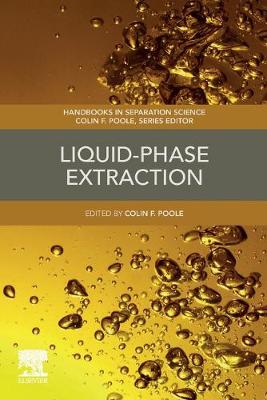 HANDBOOKS IN SEPARATION SCIENCE
COLIN F. POOLE, SERIES EDITOR
LIQUID-PHASE
EXTRACTION
EDITED BY COLIN F. POOLE
ELSEVIER